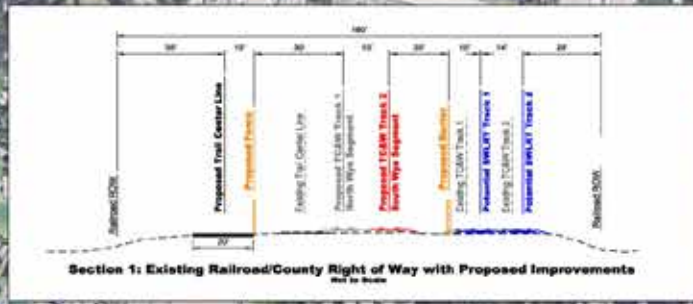 Railroad ROW
Proposed Trail Center Line
Proposed Fence
Existing Trail Center Line
Proposed TC&W Track 1
North Wye Segment
Proposed TC&W Track 2
South Wye Segment
Proposed Barrier
Existing TC&W Track 1
Potential SWLRT Track 1
Existing TC&W Track 2
Potential SWLRT Track 2
Railroad ROW
20'
Section 1: Existing Railroad/County Right of Way with Proposed Improvements
Not to Scale